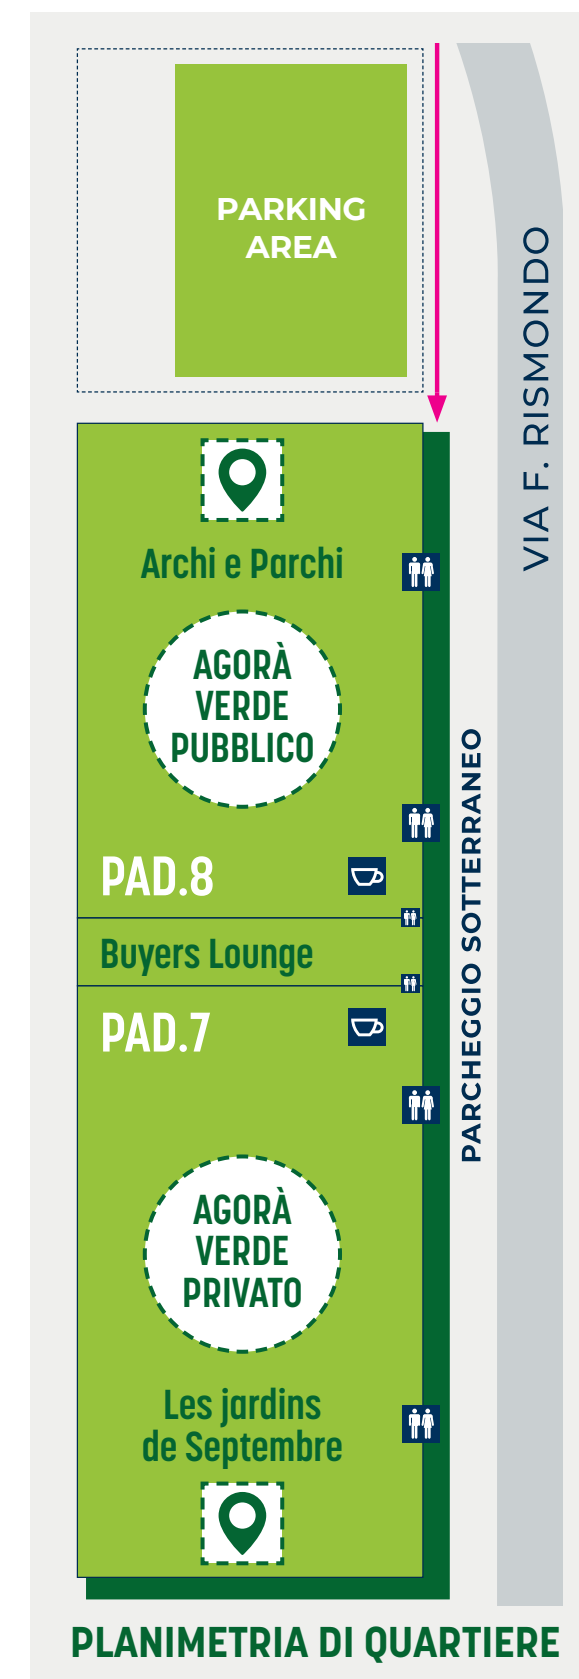 PARKING
AREA
VIA F. RISMONDO
Archi e Parchi
AGORÀ
VERDE
PUBBLICO
PARCHEGGIO SOTTERRANEO
PAD.8
Buyers Lounge
PAD.7
AGORÀ
VERDE
PRIVATO
Les jardins
de Septembre
PLANIMETRIA DI QUARTIERE